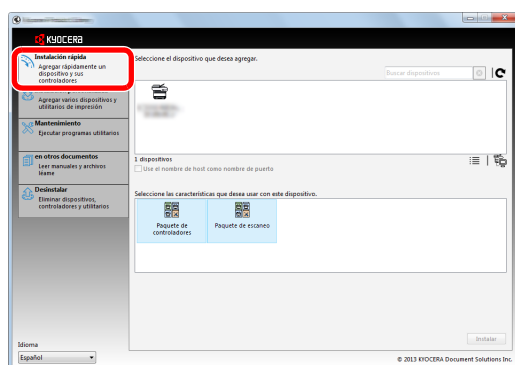 KYOCERA
Instalación rápida
Agregar rápidamente un
dispositivo y sus
controladores
Agregar varios dispositivos y
utilitarios de impresión
Mantenimiento
Ejecutar programas utilitarios
en otros documentos
Leer manuales y archivos
léame
Desinstalar
Eliminar dispositivos,
controladores y utilitarios
Idioma
Español
Seleccione el dispositivo que desea agregar.
Buscar dispositivos
1 dispositivos
Use el nombre de host como nombre de puerto
Seleccione las características que desea usar con este dispositivo.
Paquete de
controladores
Paquete de escaneo
Instalar
© 2013 KYOCERA Document Solutions Inc.